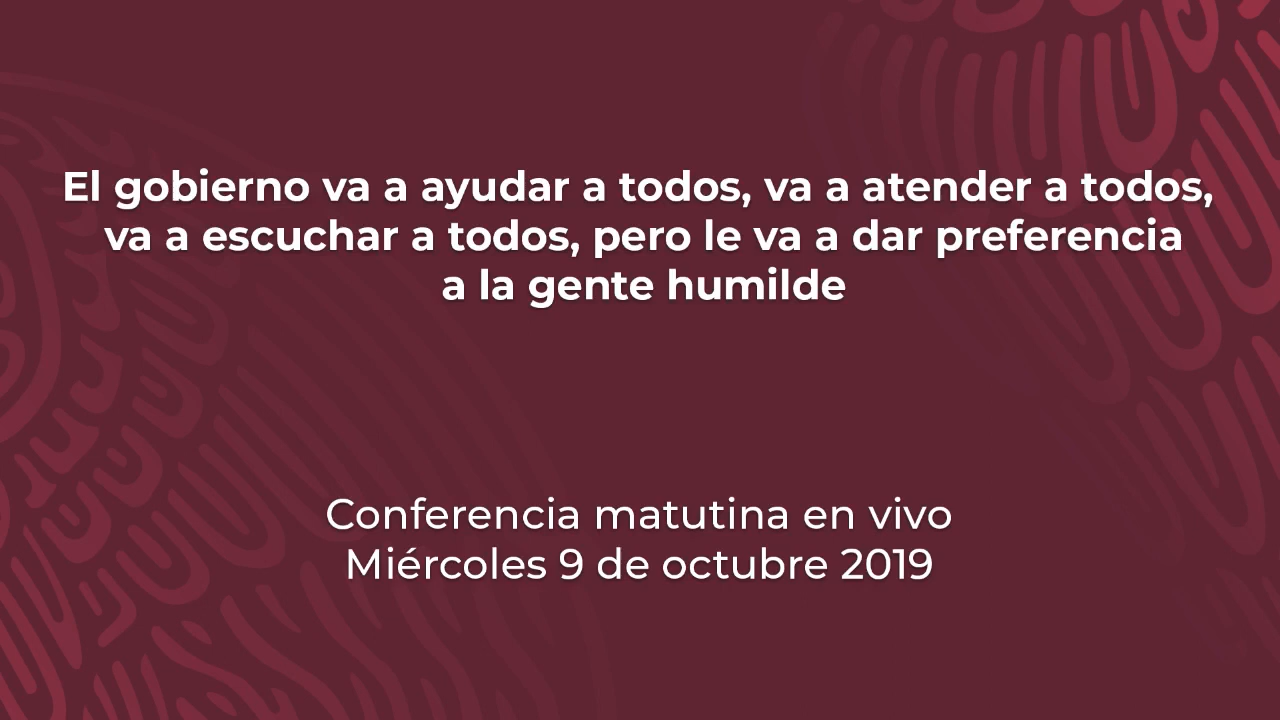 El gobierno va a ayudar a todos, va a atender a todos,
va a escuchar a todos, pero le va a dar preferencia
a la gente humilde
Conferencia matutina en vivo
Miércoles 9 de octubre 2019